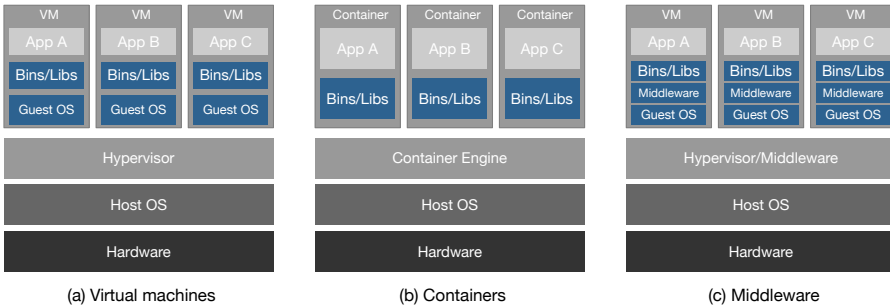 VM VM VM
App A App B App C
Bins/Libs Bins/Libs Bins/Libs
Guest OS Guest OS Guest OS
Hypervisor
Host OS
Hardware
(a) Virtual machines
Container Container Container
App A App B App C
Bins/Libs Bins/Libs Bins/Libs
Container Engine
Host OS
Hardware
(b) Containers
VM VM VM
App A App B App C
Bins/Libs Bins/Libs Bins/Libs
Middleware Middleware Middleware
Guest OS Guest OS Guest OS
Hypervisor/Middleware
Host OS
Hardware
(c) Middleware